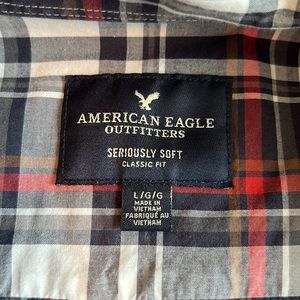 AMERICAN EAGLE
OUTFITTERS
SERIOUSLY SOFT
CLASSIC FIT
L/G/G
MADE IN
VIETNAM
FABRIQUÉ AU
VIETNAM